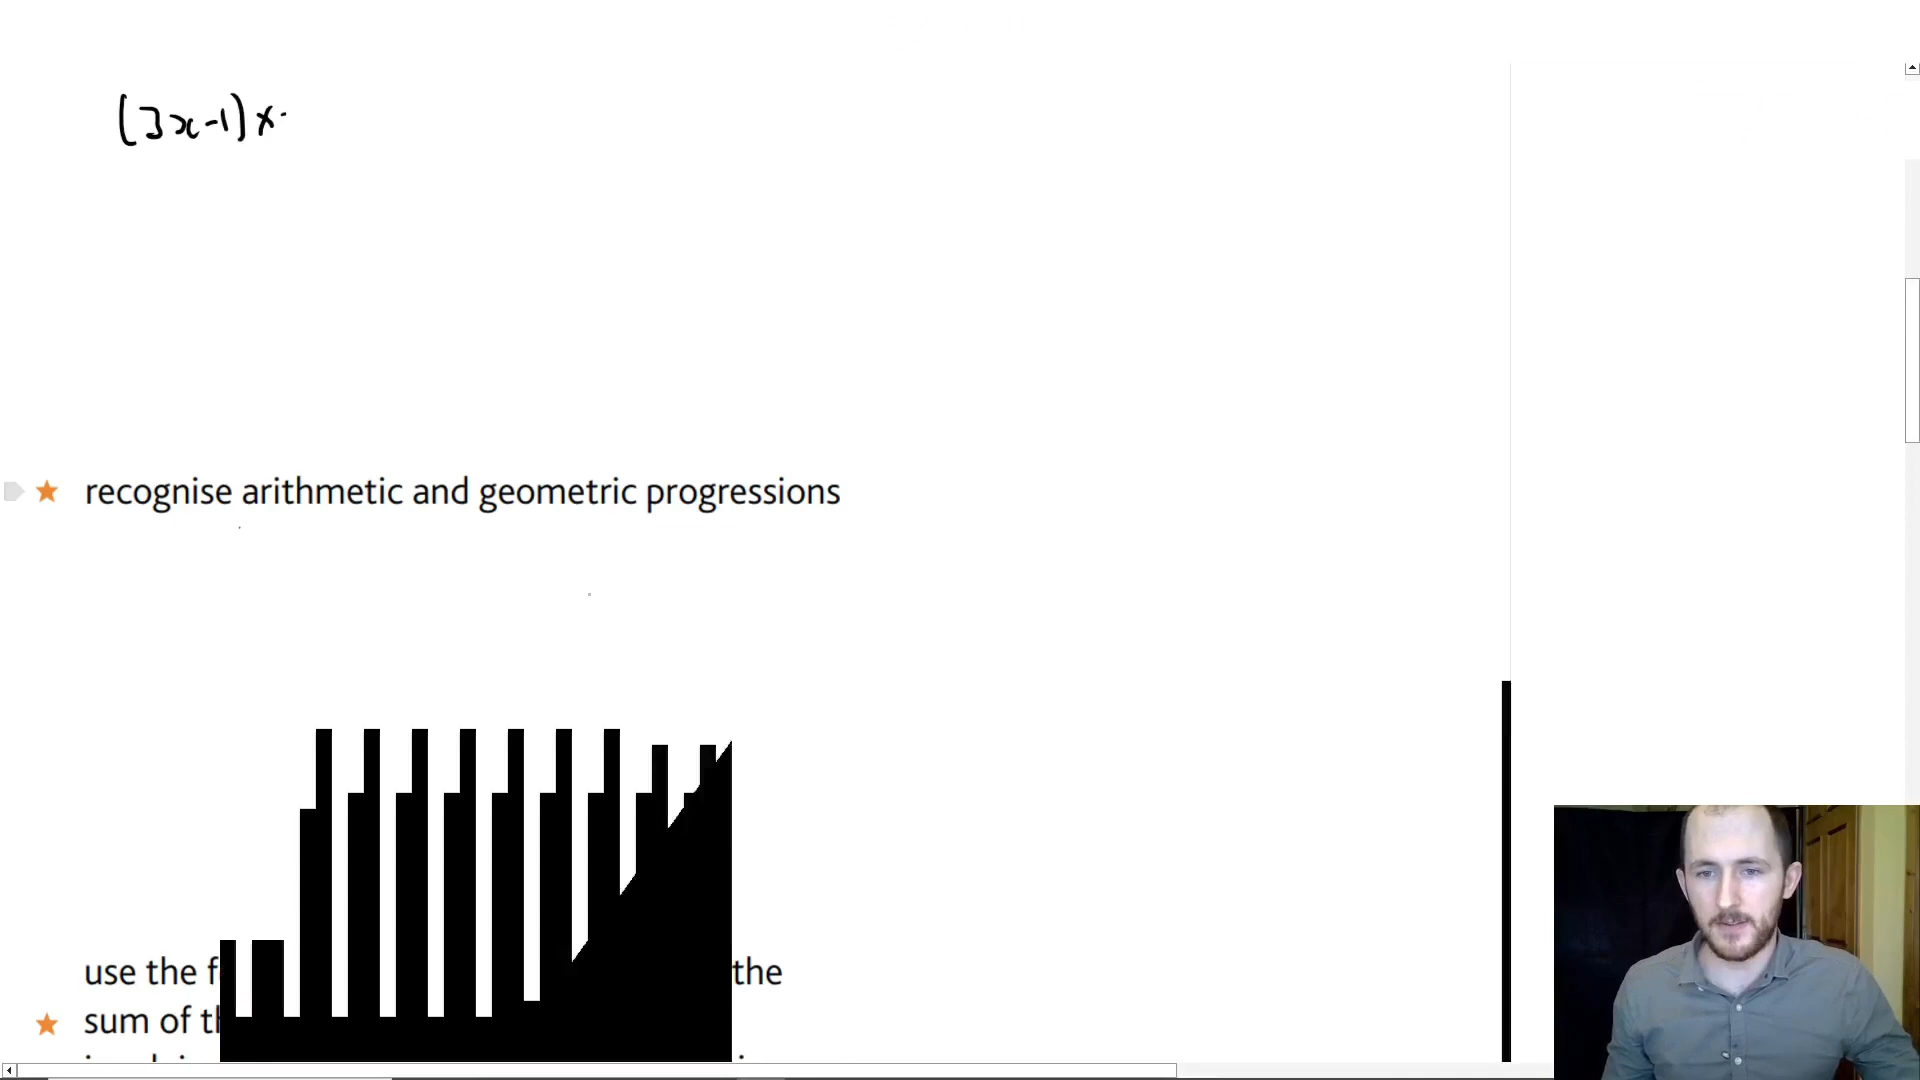 (3x-1)x
recognise arithmetic and geometric progressions
use the the
sum of